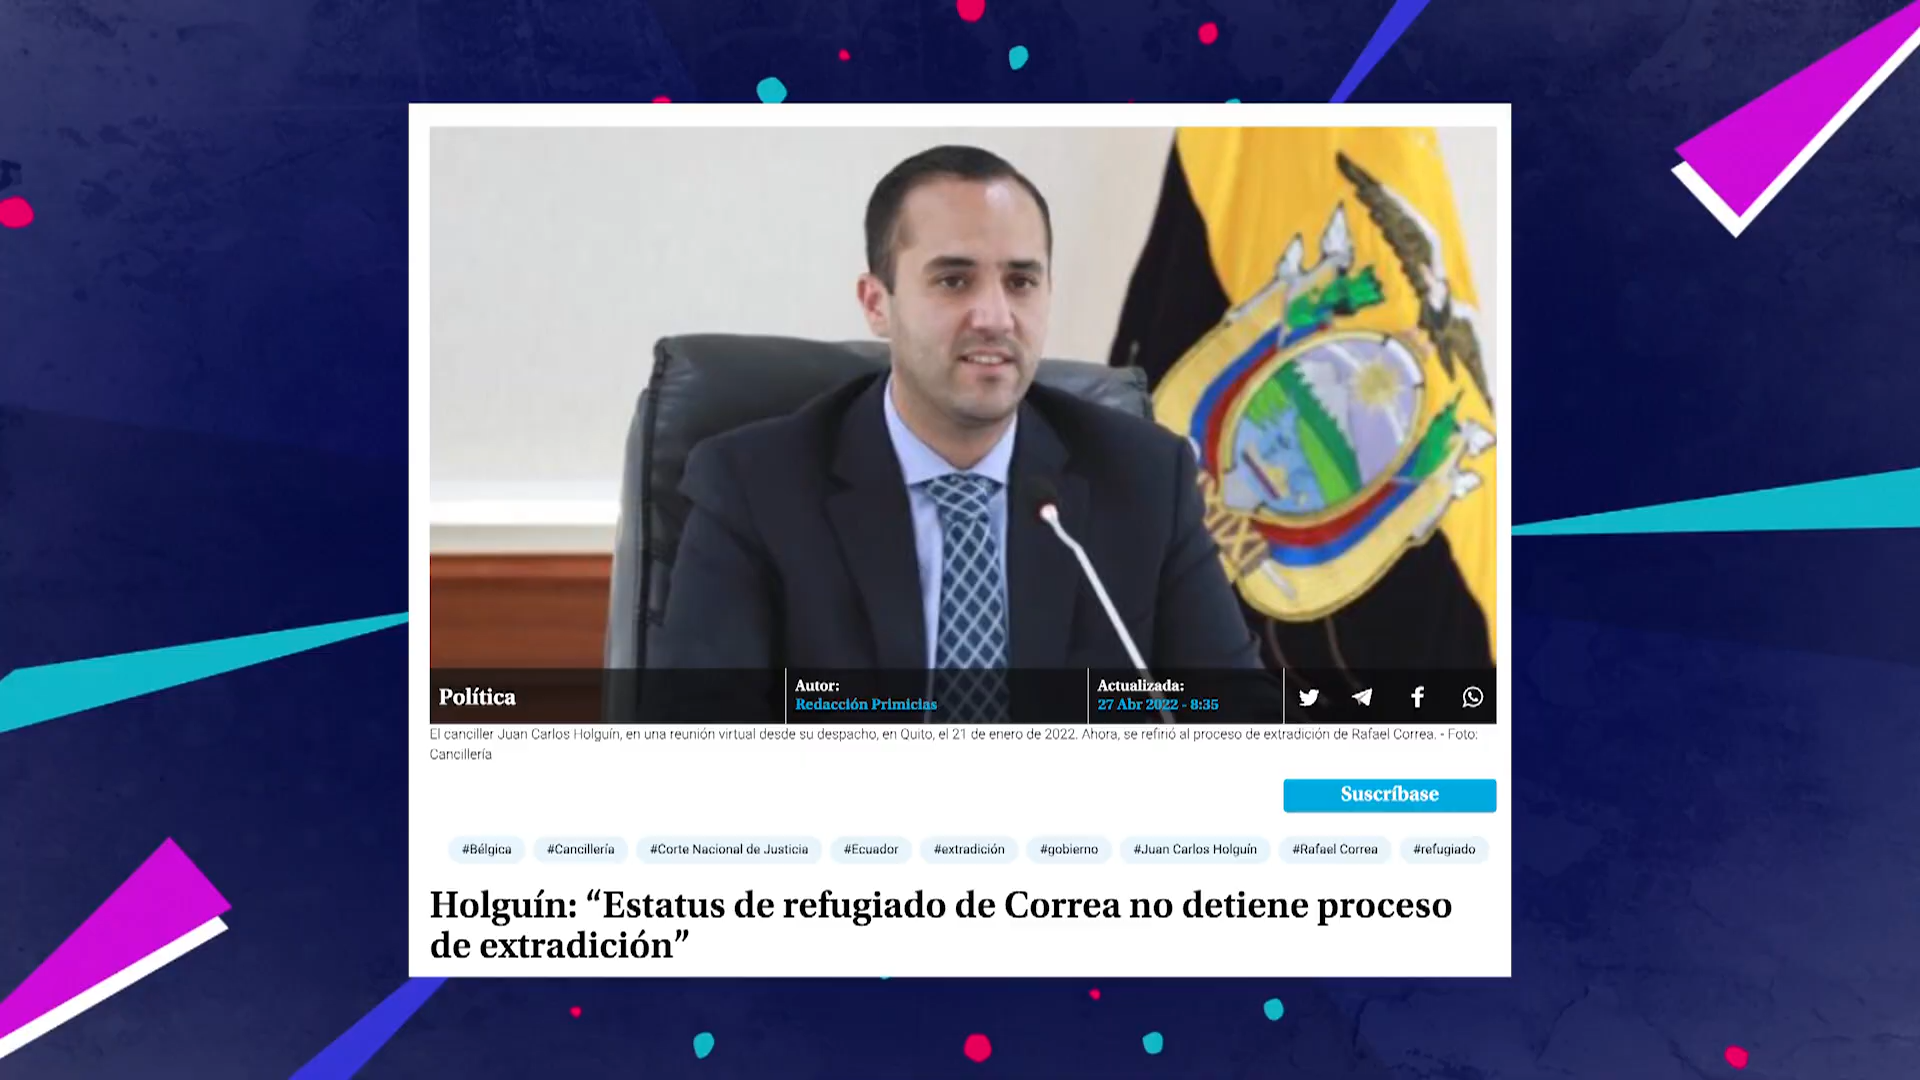 Política
Autor:
Redacción Primicias
Actualizada:
27 Abr 2022 - 8:35
El canciller Juan Carlos Holguín, en una reunión virtual desde su despacho, en Quito, el 21 de enero de 2022. Ahora, se refirió al proceso de extradición de Rafael Correa. - Foto:
Cancillería
Suscríbase
#Bélgica #Cancillería #Corte Nacional de Justicia #Ecuador #extradición #gobierno #Juan Carlos Holguín #Rafael Correa #refugiado
Holguín: “Estatus de refugiado de Correa no detiene proceso
de extradición”